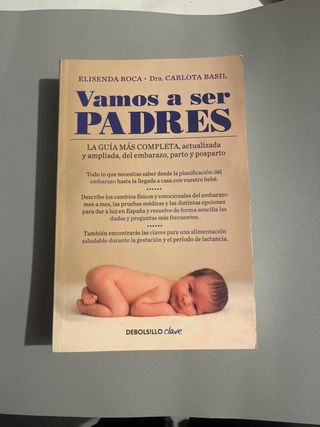 ELISENDA ROCA · Dra. CARLOTA BASIL
Vamos a ser
PADRES
LA GUÍA MÁS COMPLETA, actualizada
y ampliada, del embarazo, parto y posparto
Todo lo que necesitas saber desde la planificación del
embarazo hasta la llegada a casa con vuestro bebé.
••••••
Describe los cambios físicos y emocionales del embarazo
mes a mes, las pruebas médicas y las distintas opciones
para dar a luz en España y resuelve de forma sencilla las
dudas y preguntas más frecuentes.
••••••
También encontrarás las claves para una alimentación
saludable durante la gestación y el período de lactancia.
DEBOLSILLO clave